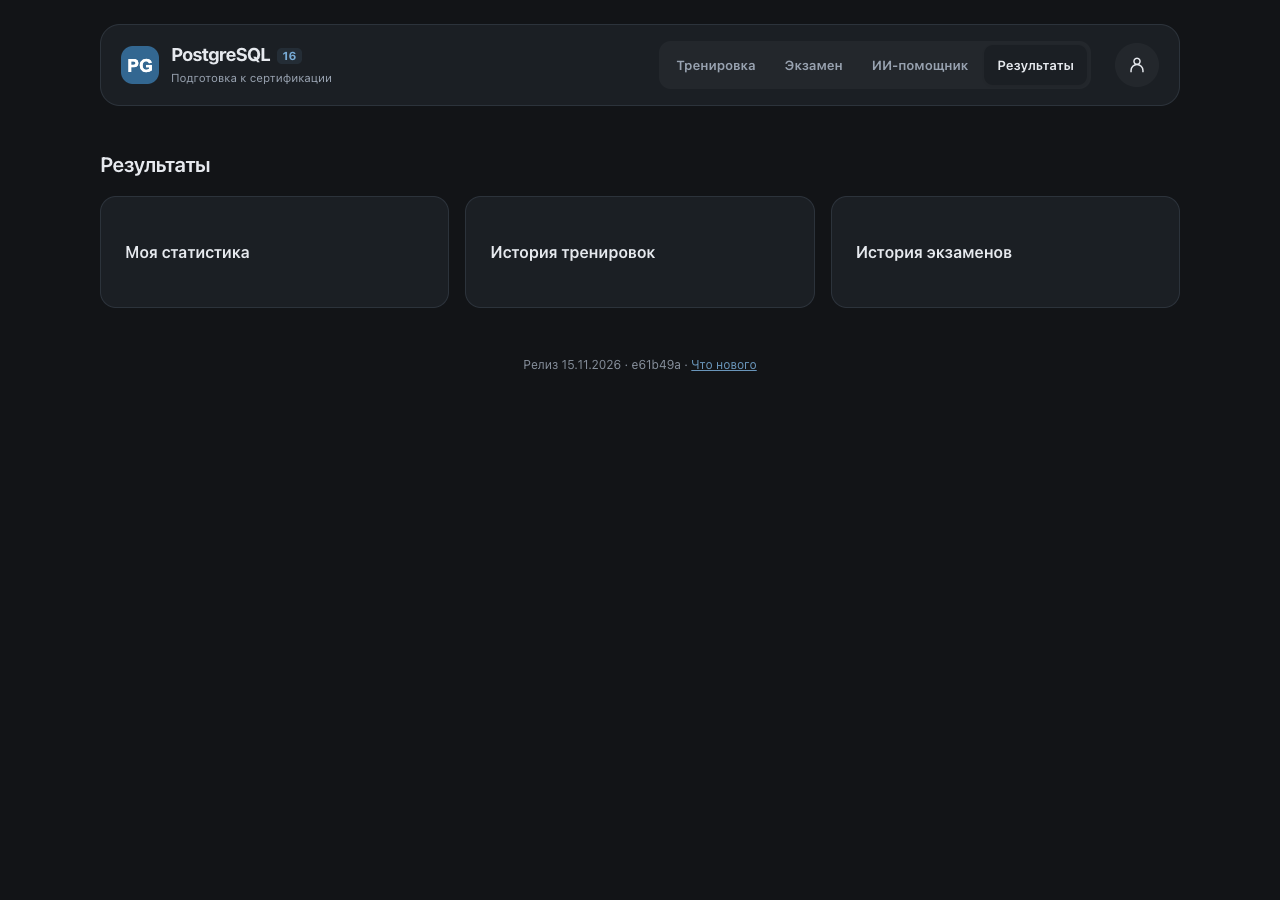 PG
PostgreSQL 16
Подготовка к сертификации
Тренировка
Экзамен
ИИ-помощник
Результаты
Результаты
Моя статистика
История тренировок
История экзаменов
Релиз 15.11.2026 · e61b49a · Что нового